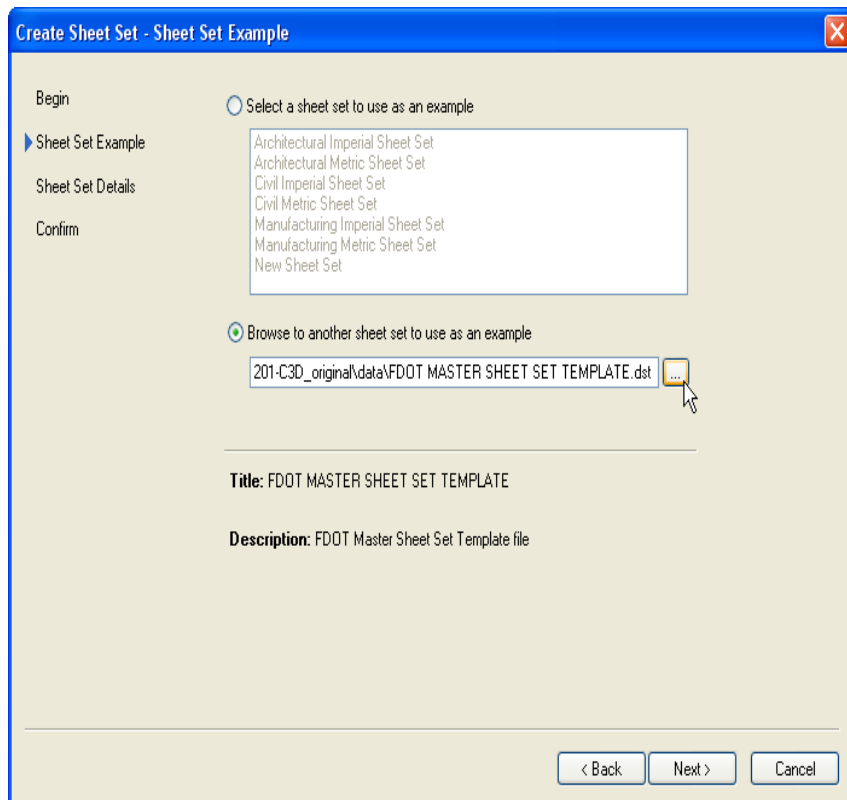 Create Sheet Set - Sheet Set Example
Begin
Sheet Set Example
Sheet Set Details
Confirm
Select a sheet set to use as an example
Architectural Imperial Sheet Set
Architectural Metric Sheet Set
Civil Imperial Sheet Set
Civil Metric Sheet Set
Manufacturing Imperial Sheet Set
Manufacturing Metric Sheet Set
New Sheet Set
Browse to another sheet set to use as an example
201-C3D_original\data\FDOT MASTER SHEET SET TEMPLATE.dst
...
Title: FDOT MASTER SHEET SET TEMPLATE
Description: FDOT Master Sheet Set Template file
< Back
Next >
Cancel